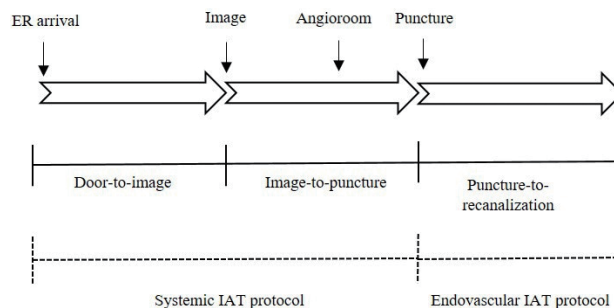 ER arrival Image Angioroom Puncture
Door-to-image Image-to-puncture Puncture-to-
recanalization
Systemic IAT protocol Endovascular IAT protocol